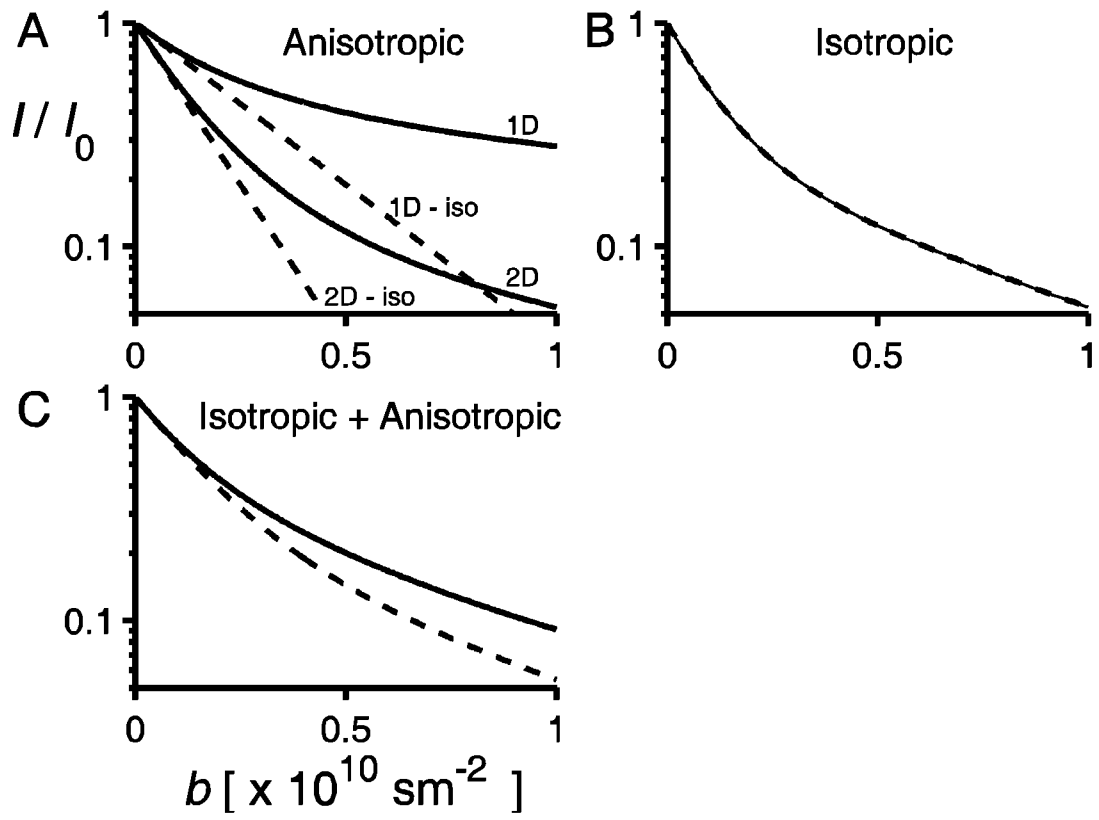 A
Anisotropic
1
I / I0
0.1
1D
1D - iso
2D
2D - iso
0
0.5
1
B
Isotropic
1
0.1
0
0.5
1
C
Isotropic + Anisotropic
1
0.1
0
0.5
1
b [ x 10^10 sm^-2 ]